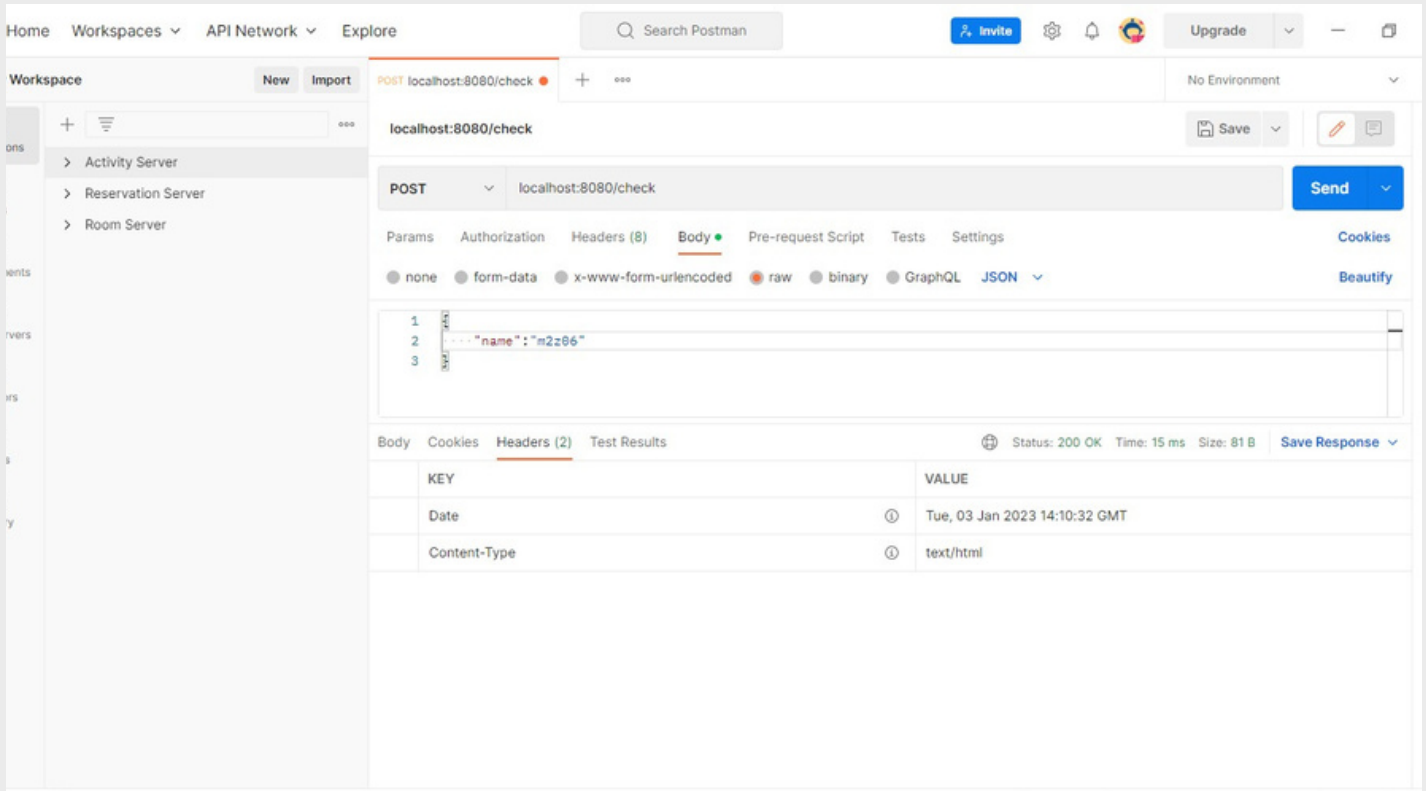 Home Workspaces API Network Explore Search Postman Invite Upgrade
Workspace New Import POST localhost:8080/check No Environment
ons
localhost:8080/check Save
Activity Server
Reservation Server
Room Server
POST localhost:8080/check Send
Params Authorization Headers (8) Body Pre-request Script Tests Settings Cookies
none form-data x-www-form-urlencoded raw binary GraphQL JSON Beautify
ents
rvers
ors
s
y
1 {
2 "name":"m2z06"
3 }
Body Cookies Headers (2) Test Results Status: 200 OK Time: 15 ms Size: 81 B Save Response
KEY VALUE
Date Tue, 03 Jan 2023 14:10:32 GMT
Content-Type text/html